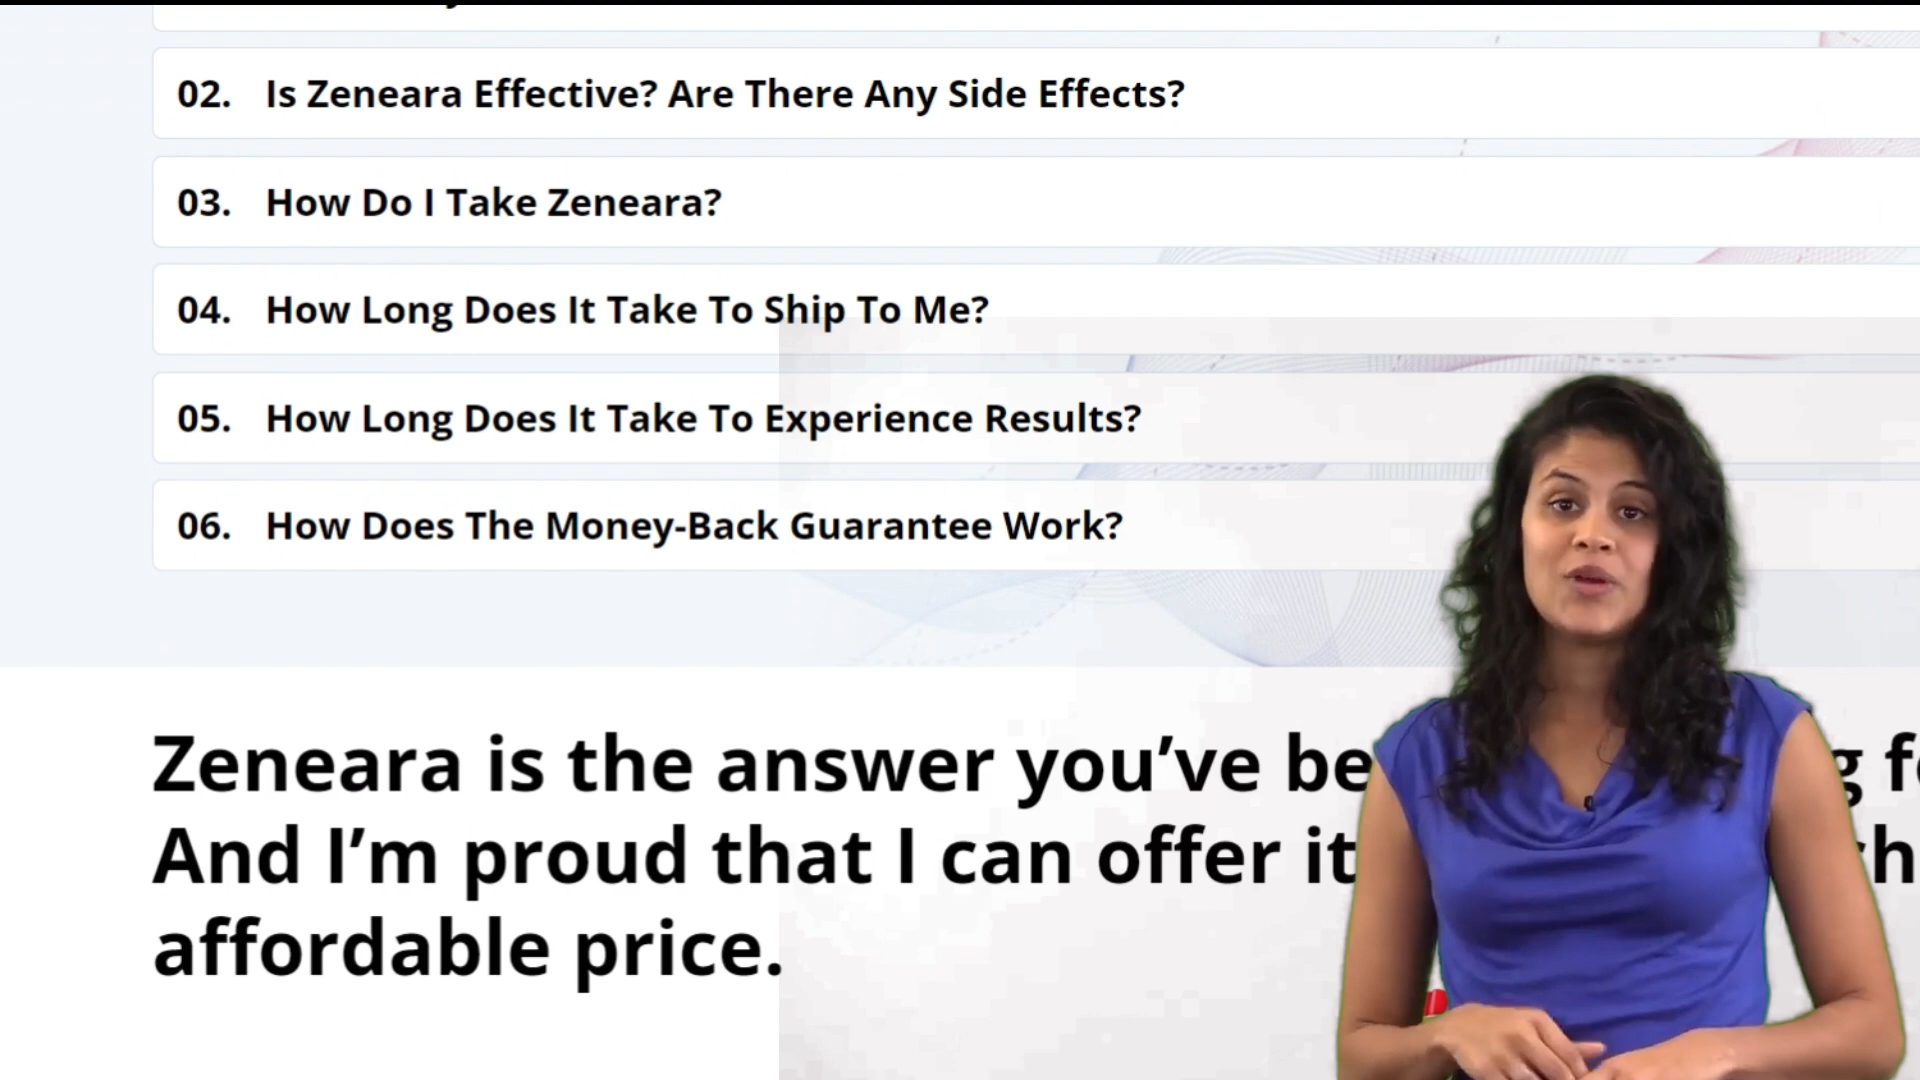 02. Is Zeneara Effective? Are There Any Side Effects?
03. How Do I Take Zeneara?
04. How Long Does It Take To Ship To Me?
05. How Long Does It Take To Experience Results?
06. How Does The Money-Back Guarantee Work?
Zeneara is the answer you’ve
And I’m proud that I can offer it
affordable price.